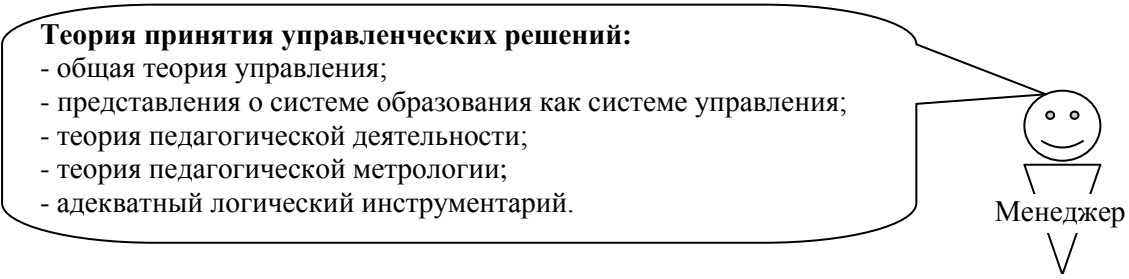 Теория принятия управленческих решений:
- общая теория управления;
- представления о системе образования как системе управления;
- теория педагогической деятельности;
- теория педагогической метрологии;
- адекватный логический инструментарий.
Менеджер